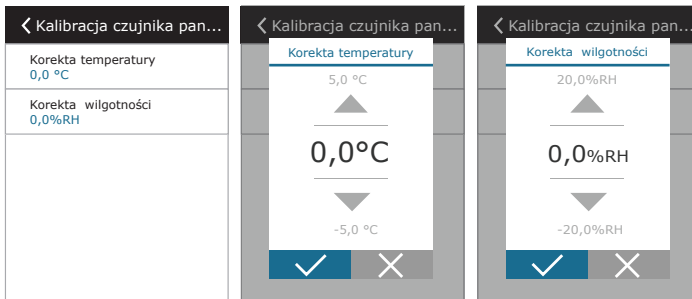 Kalibracja czujnika pan...
Korekta temperatury
0,0 °C
Korekta wilgotności
0,0%RH
Kalibracja czujnika pan...
Korekta temperatury
5,0 °C
0,0°C
-5,0 °C
Kalibracja czujnika pan...
Korekta wilgotności
20,0%RH
0,0%RH
-20,0%RH